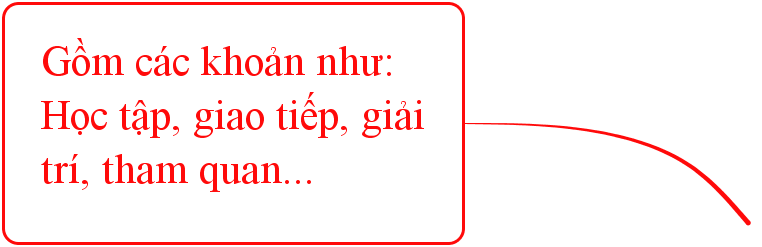 Gồm các khoản như:
Học tập, giao tiếp, giải
trí, tham quan...